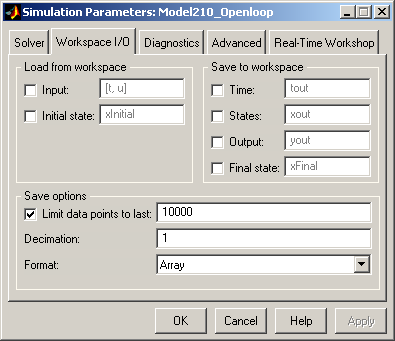 Simulation Parameters: Model210_Openloop
Solver Workspace I/O Diagnostics Advanced Real-Time Workshop
Load from workspace
Input: [t, u]
Initial state: xInitial
Save to workspace
Time: tout
States: xout
Output: yout
Final state: xFinal
Save options
Limit data points to last: 10000
Decimation: 1
Format: Array
OK Cancel Help Apply